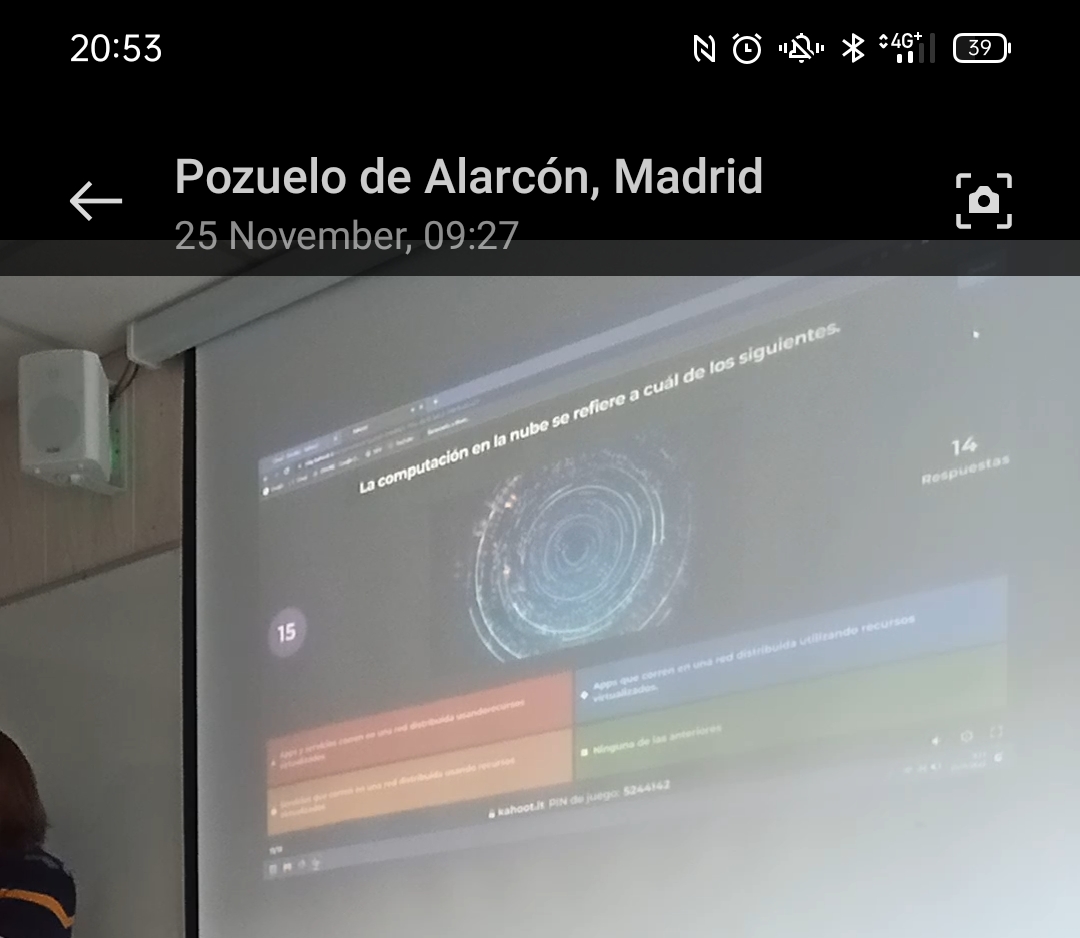 20:53
4G+
39
Pozuelo de Alarcón, Madrid
25 November, 09:27
La computación en la nube se refiere a cuál de los siguientes.
14
Respuestas
15
Apps y servicios corren en una red distribuida usandorecursos
virtualizados
Apps que corren en una red distribuida utilizando recursos
virtualizados.
Servicios que corren en una red distribuida usando recursos
virtualizados
Ninguna de las anteriores
kahoot.it PIN de juego: 5244142